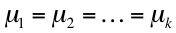 μ₁ = μ₂ = ... = μₖ